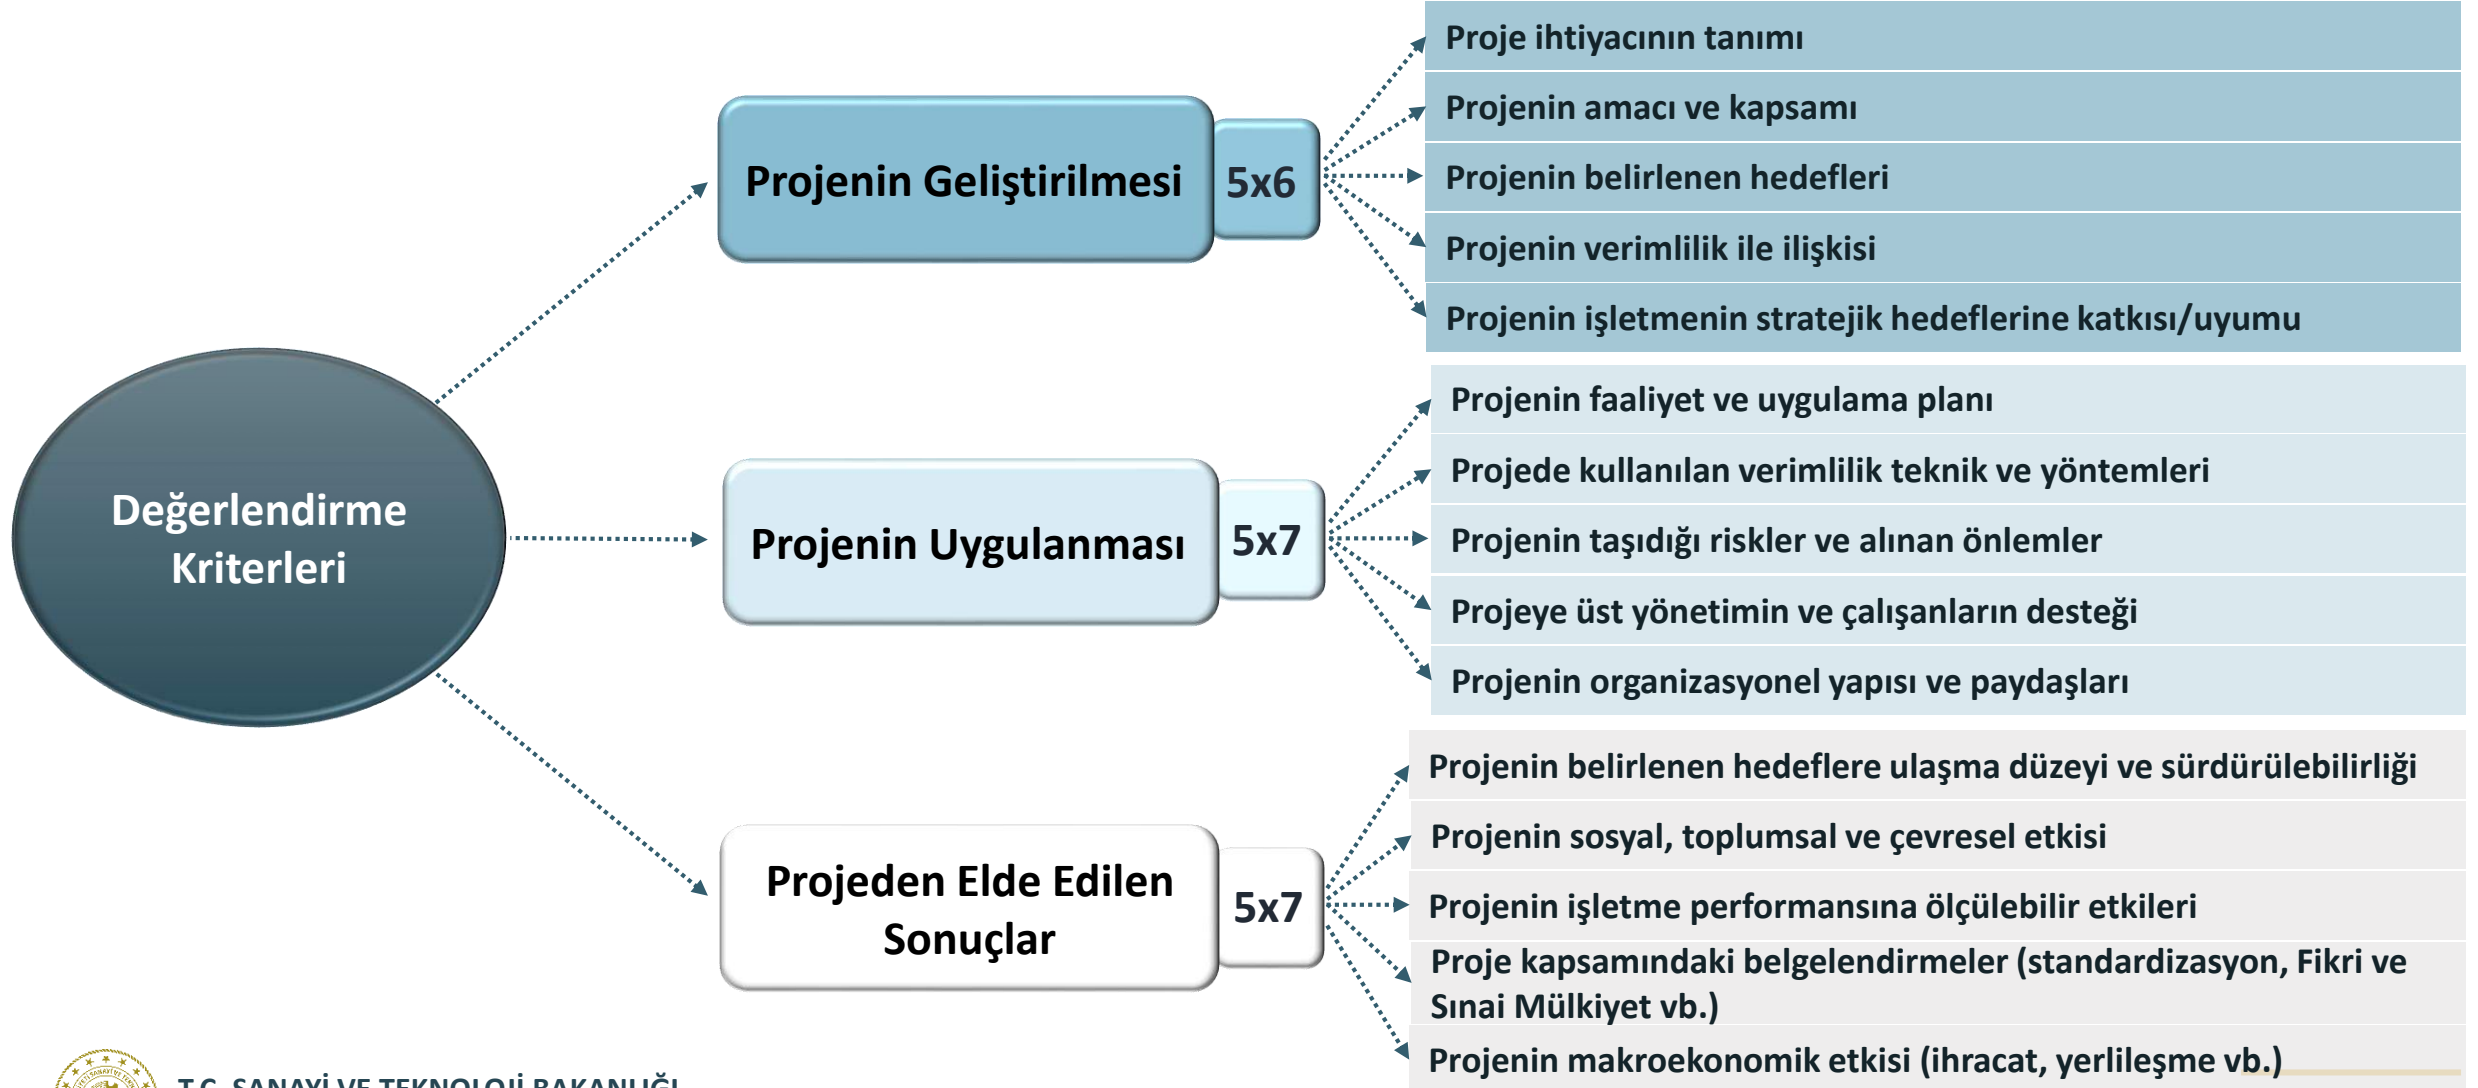 Değerlendirme
Kriterleri
Projenin Geliştirilmesi
5x6
Proje ihtiyacının tanımı
Projenin amacı ve kapsamı
Projenin belirlenen hedefleri
Projenin verimlilik ile ilişkisi
Projenin işletmenin stratejik hedeflerine katkısı/uyumu
Projenin Uygulanması
5x7
Projenin faaliyet ve uygulama planı
Projede kullanılan verimlilik teknik ve yöntemleri
Projenin taşıdığı riskler ve alınan önlemler
Projeye üst yönetimin ve çalışanların desteği
Projenin organizasyonel yapısı ve paydaşları
Projeden Elde Edilen
Sonuçlar
5x7
Projenin belirlenen hedeflere ulaşma düzeyi ve sürdürülebilirliği
Projenin sosyal, toplumsal ve çevresel etkisi
Projenin işletme performansına ölçülebilir etkileri
Proje kapsamındaki belgelendirmeler (standardizasyon, Fikri ve
Sınai Mülkiyet vb.)
Projenin makroekonomik etkisi (ihracat, yerlileşme vb.)
T.C. SANAYİ VE TEKNOLOJİ BAKANLIĞI